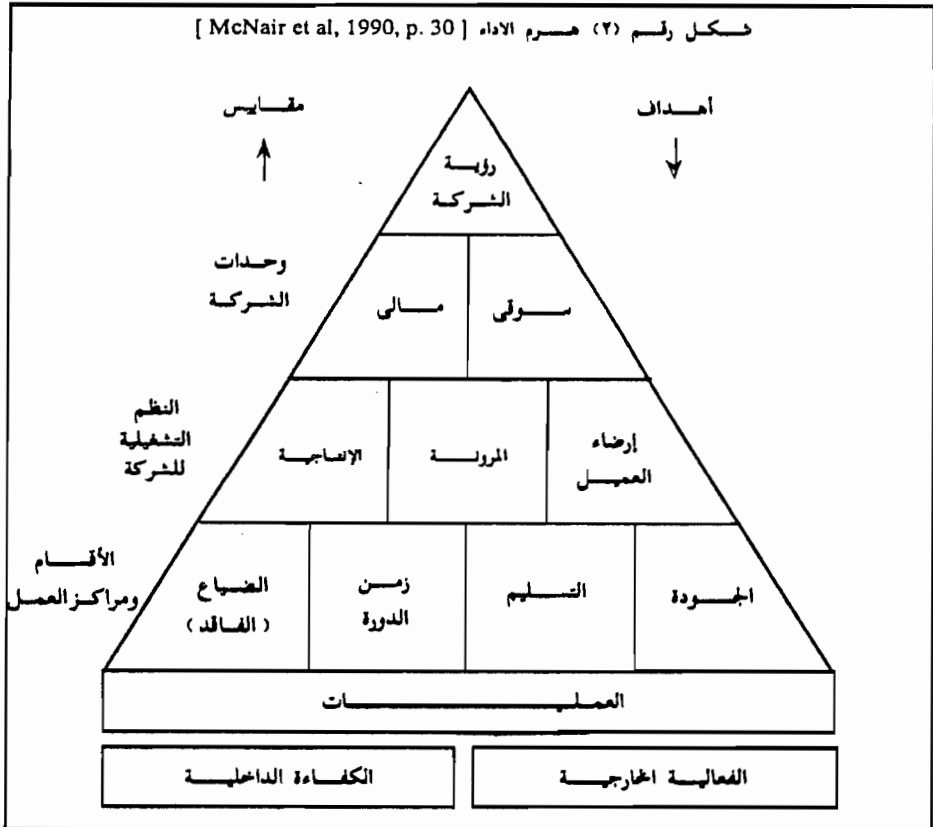 شكل رقم (٢) هرم الاداء [ McNair et al, 1990, p. 30 ]
أهداف
مقاييس
رؤية
الشركة
وحدات
الشركة
سوقى
مالى
النظم
التشغيلية
للشركة
إرضاء
العميل
المرونة
الإنتاجية
الأقسام
ومراكز العمل
الجودة
التسليم
زمن
الدورة
الضياع
( الفاقد )
العمليات
الفعالية الخارجية
الكفاءة الداخلية